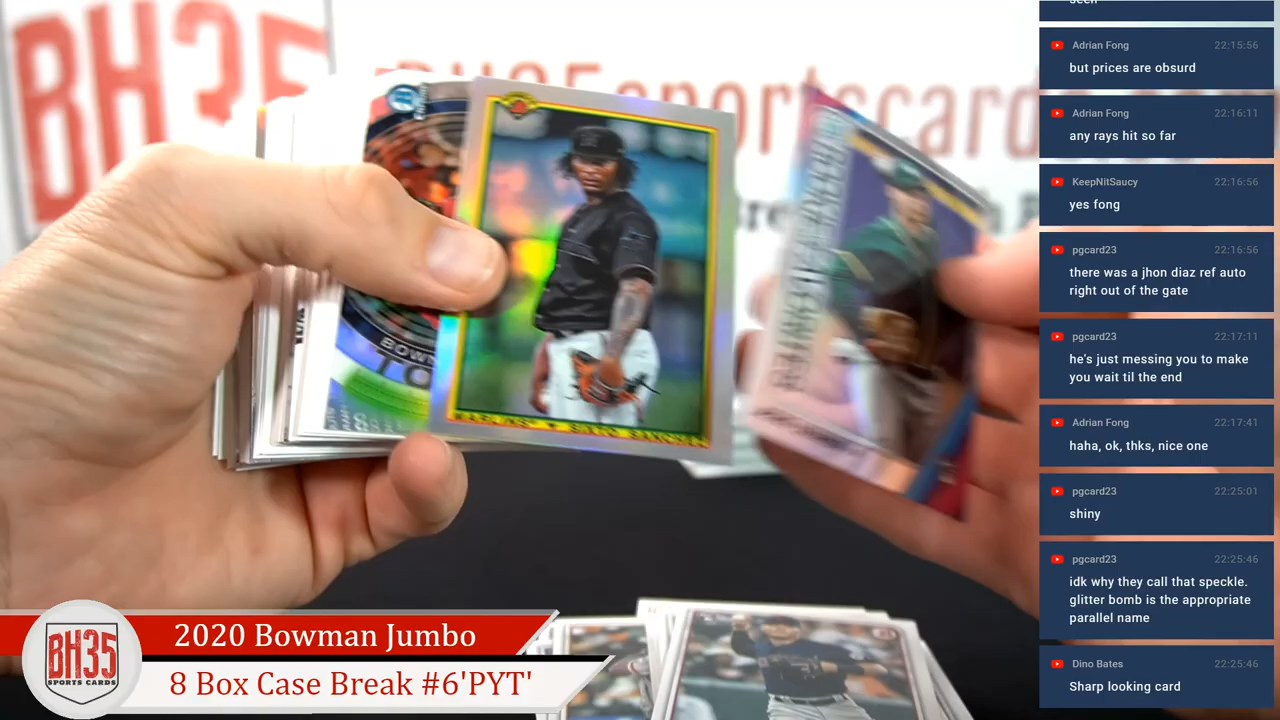 BH35
BH35sportscards.com
seen
Adrian Fong 22:15:56
but prices are obsurd
Adrian Fong 22:16:11
any rays hit so far
KeepNitSaucy 22:16:56
yes fong
pgcard23 22:16:56
there was a jhon diaz ref auto
right out of the gate
pgcard23 22:17:11
he's just messing you to make
you wait til the end
Adrian Fong 22:17:41
haha, ok, thks, nice one
pgcard23 22:25:01
shiny
pgcard23 22:25:46
idk why they call that speckle.
glitter bomb is the appropriate
parallel name
Dino Bates 22:25:46
Sharp looking card
BH35
SPORTS CARDS
2020 Bowman Jumbo
8 Box Case Break #6'PYT'